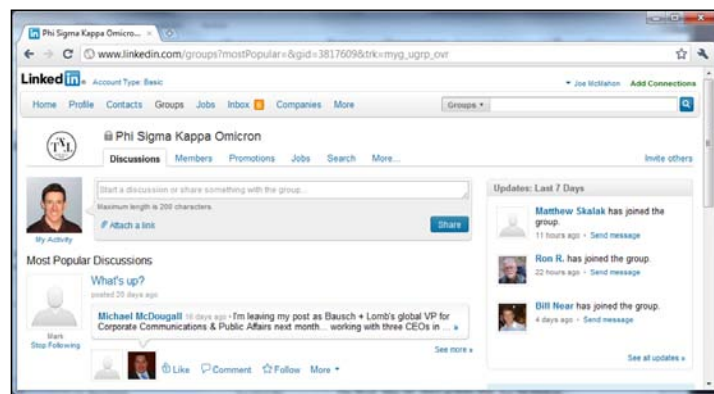 Phi Sigma Kappa Omicro... ×
www.linkedin.com/groups?mostPopular=&gid=3817609&trk=myg_ugrp_ovr
Linked in Account Type: Basic
Joe McMahon Add Connections
Home Profile Contacts Groups Jobs Inbox Companies More Groups
Phi Sigma Kappa Omicron
Discussions Members Promotions Jobs Search More... Invite others
Start a discussion or share something with the group...
Maximum length is 200 characters.
Attach a link Share
My Activity
Updates: Last 7 Days
Matthew Skalak has joined the
group.
11 hours ago • Send message
Ron R. has joined the group.
22 hours ago • Send message
Bill Near has joined the group.
4 days ago • Send message
See all updates »
Most Popular Discussions
What's up?
posted 20 days ago
Michael McDougall 16 days ago • I'm leaving my post as Bausch + Lomb's global VP for
Corporate Communications & Public Affairs next month... working with three CEOs in ... »
Mark
Stop Following
See more »
Like Comment Follow More